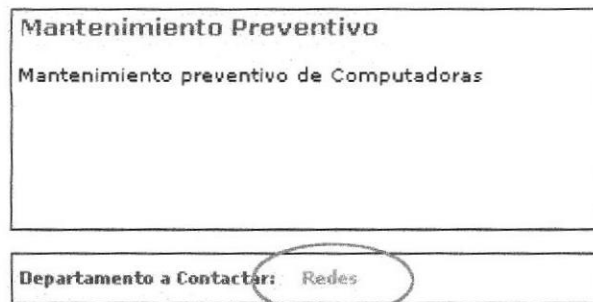 Mantenimiento Preventivo
Mantenimiento preventivo de Computadoras
Departamento a Contactar: Redes